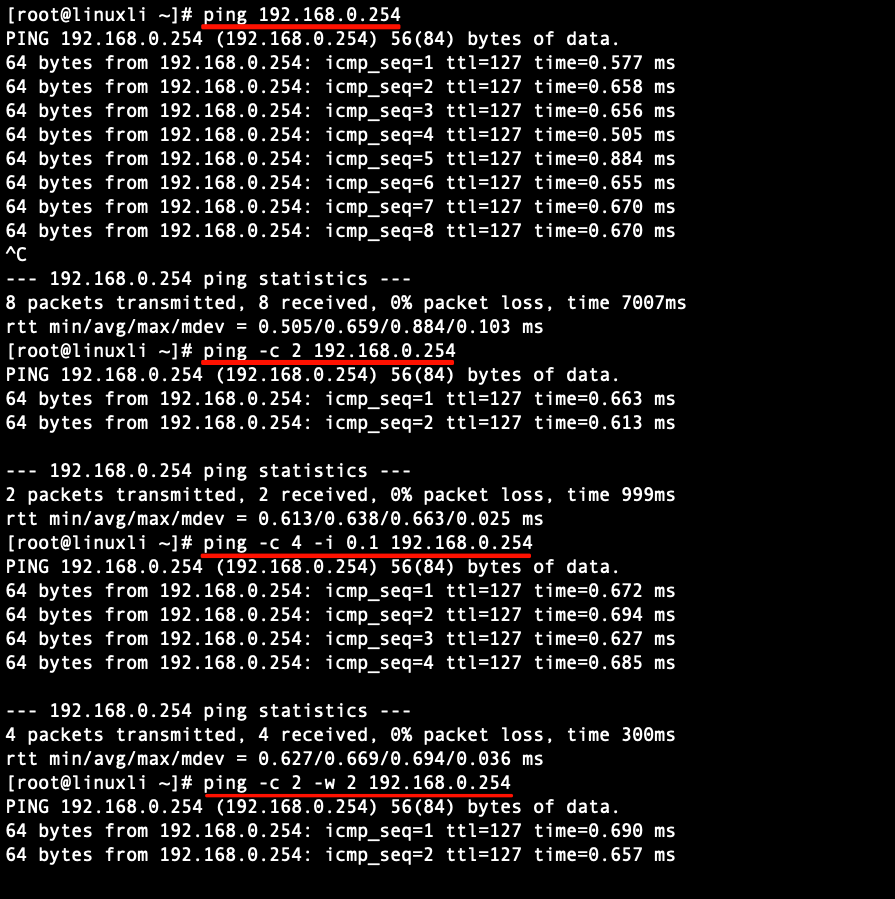 [root@linuxli ~]# ping 192.168.0.254
PING 192.168.0.254 (192.168.0.254) 56(84) bytes of data.
64 bytes from 192.168.0.254: icmp_seq=1 ttl=127 time=0.577 ms
64 bytes from 192.168.0.254: icmp_seq=2 ttl=127 time=0.658 ms
64 bytes from 192.168.0.254: icmp_seq=3 ttl=127 time=0.656 ms
64 bytes from 192.168.0.254: icmp_seq=4 ttl=127 time=0.505 ms
64 bytes from 192.168.0.254: icmp_seq=5 ttl=127 time=0.884 ms
64 bytes from 192.168.0.254: icmp_seq=6 ttl=127 time=0.655 ms
64 bytes from 192.168.0.254: icmp_seq=7 ttl=127 time=0.670 ms
64 bytes from 192.168.0.254: icmp_seq=8 ttl=127 time=0.670 ms
^C
--- 192.168.0.254 ping statistics ---
8 packets transmitted, 8 received, 0% packet loss, time 7007ms
rtt min/avg/max/mdev = 0.505/0.659/0.884/0.103 ms
[root@linuxli ~]# ping -c 2 192.168.0.254
PING 192.168.0.254 (192.168.0.254) 56(84) bytes of data.
64 bytes from 192.168.0.254: icmp_seq=1 ttl=127 time=0.663 ms
64 bytes from 192.168.0.254: icmp_seq=2 ttl=127 time=0.613 ms

--- 192.168.0.254 ping statistics ---
2 packets transmitted, 2 received, 0% packet loss, time 999ms
rtt min/avg/max/mdev = 0.613/0.638/0.663/0.025 ms
[root@linuxli ~]# ping -c 4 -i 0.1 192.168.0.254
PING 192.168.0.254 (192.168.0.254) 56(84) bytes of data.
64 bytes from 192.168.0.254: icmp_seq=1 ttl=127 time=0.672 ms
64 bytes from 192.168.0.254: icmp_seq=2 ttl=127 time=0.694 ms
64 bytes from 192.168.0.254: icmp_seq=3 ttl=127 time=0.627 ms
64 bytes from 192.168.0.254: icmp_seq=4 ttl=127 time=0.685 ms

--- 192.168.0.254 ping statistics ---
4 packets transmitted, 4 received, 0% packet loss, time 300ms
rtt min/avg/max/mdev = 0.627/0.669/0.694/0.036 ms
[root@linuxli ~]# ping -c 2 -w 2 192.168.0.254
PING 192.168.0.254 (192.168.0.254) 56(84) bytes of data.
64 bytes from 192.168.0.254: icmp_seq=1 ttl=127 time=0.690 ms
64 bytes from 192.168.0.254: icmp_seq=2 ttl=127 time=0.657 ms